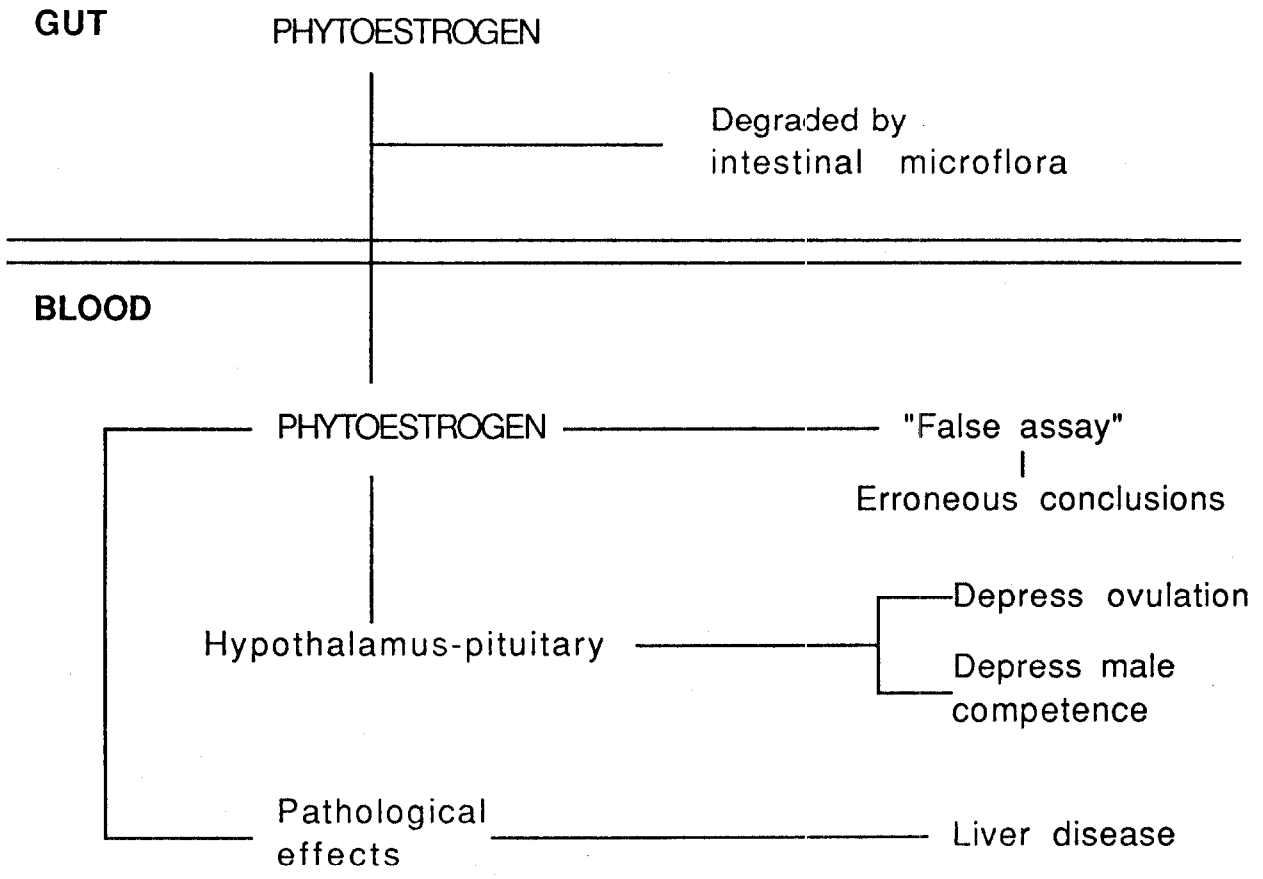 GUT
PHYTOESTROGEN
Degraded by
intestinal microflora
BLOOD
PHYTOESTROGEN
"False assay"
Erroneous conclusions
Depress ovulation
Hypothalamus-pituitary
Depress male
competence
Pathological
effects
Liver disease